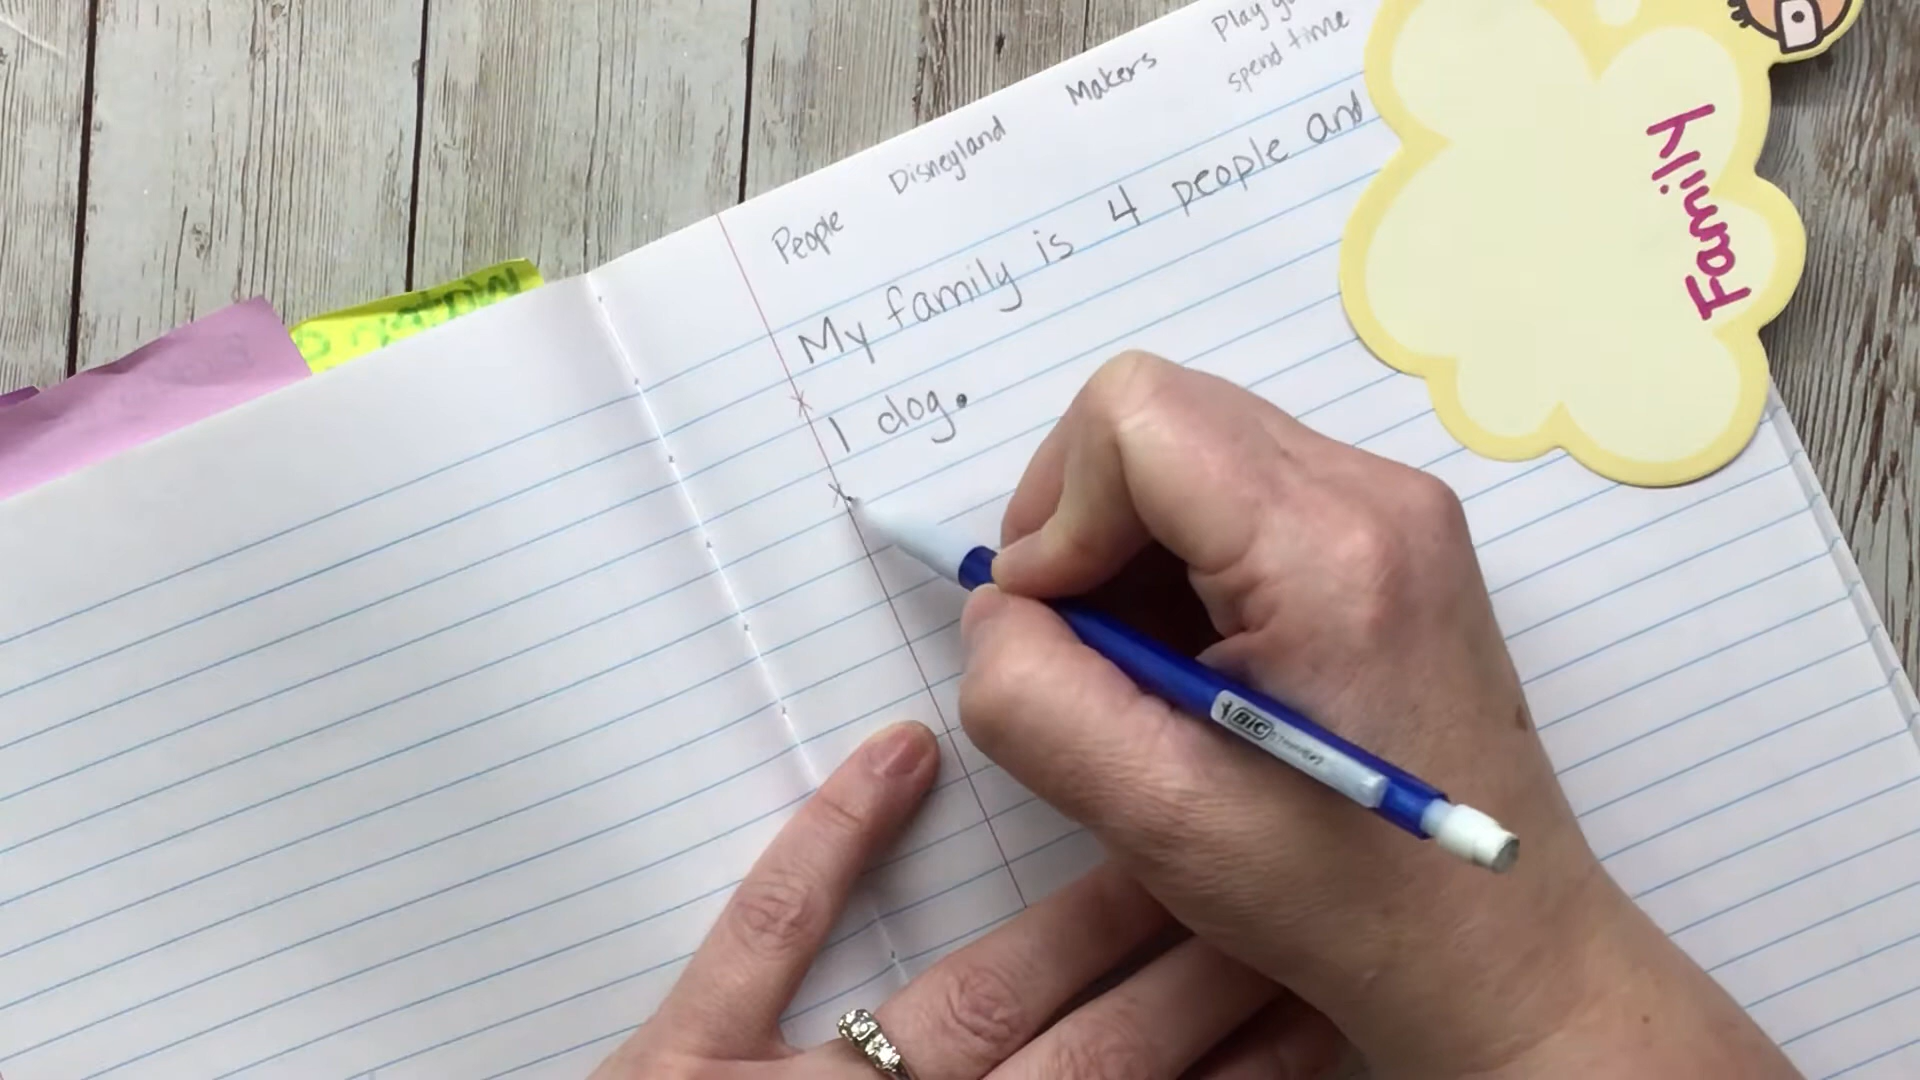 People Disneyland Makers Play
spend time
My family is 4 people and
1 dog.
Family
BIC